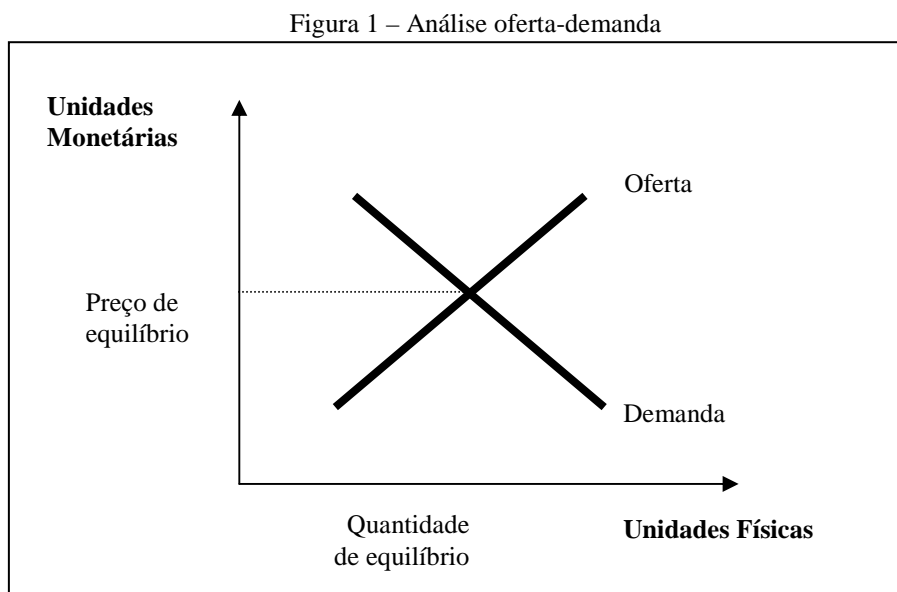 Figura 1 – Análise oferta-demanda
Unidades
Monetárias
Oferta
Preço de
equilíbrio
Demanda
Quantidade
de equilíbrio
Unidades Físicas